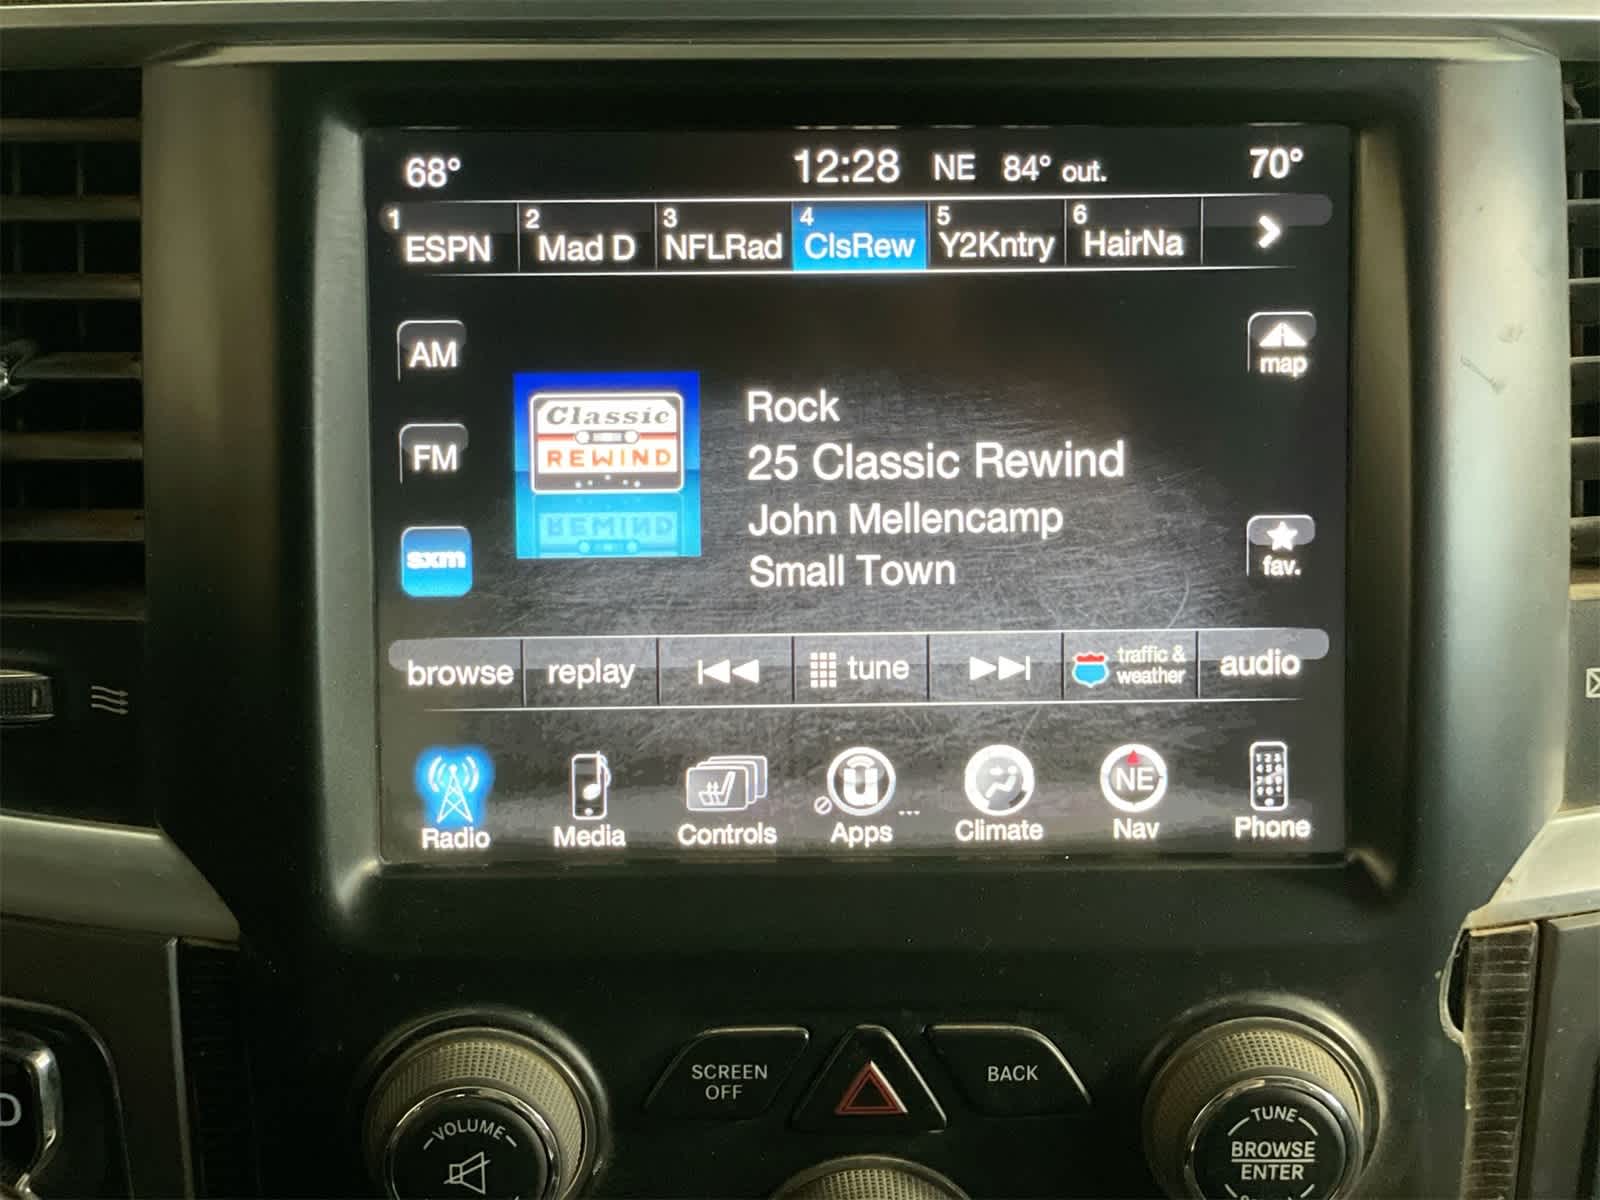 68° 12:28 NE 84° out. 70°
1 ESPN 2 Mad D 3 NFLRad 4 ClsRew 5 Y2Kntry 6 HairNa
AM
map
Classic
REWIND
Rock
25 Classic Rewind
John Mellencamp
Small Town
FM
sxm
fav.
browse replay tune traffic & weather audio
Radio Media Controls Apps Climate NE Nav Phone
SCREEN OFF
BACK
VOLUME
TUNE
BROWSE
ENTER
D